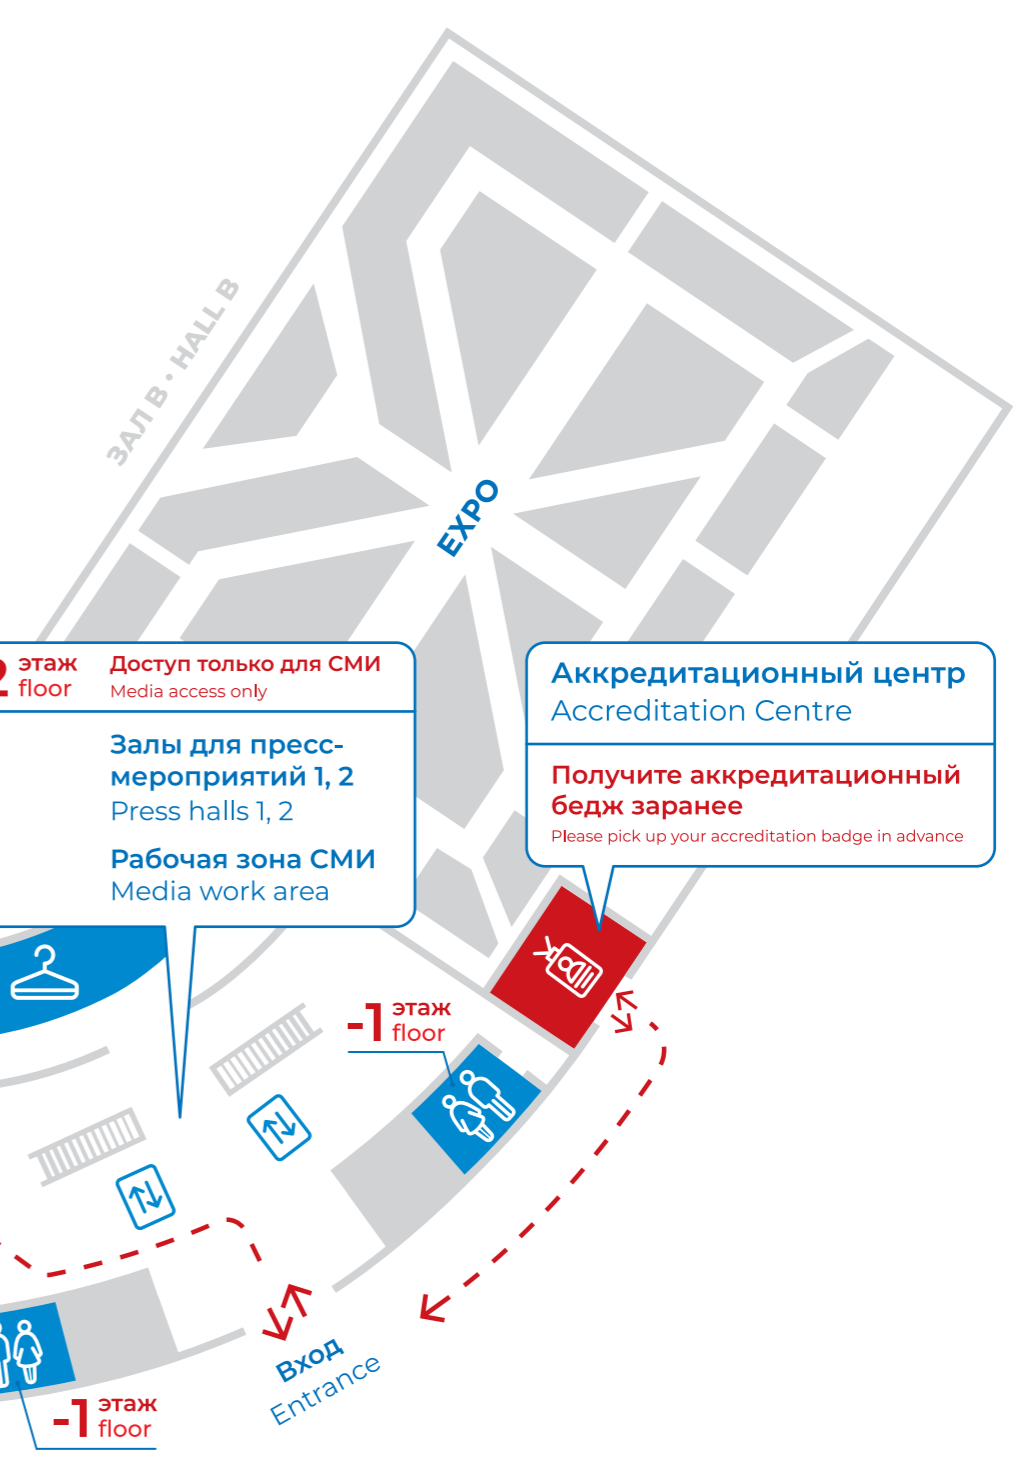 ЗАЛ В • HALL B
EXPO
2 этаж
floor
Доступ только для СМИ
Media access only
Залы для пресс-
мероприятий 1, 2
Press halls 1, 2
Рабочая зона СМИ
Media work area
Аккредитационный центр
Accreditation Centre
Получите аккредитационный
бедж заранее
Please pick up your accreditation badge in advance
-1 этаж
floor
Вход
Entrance
-1 этаж
floor